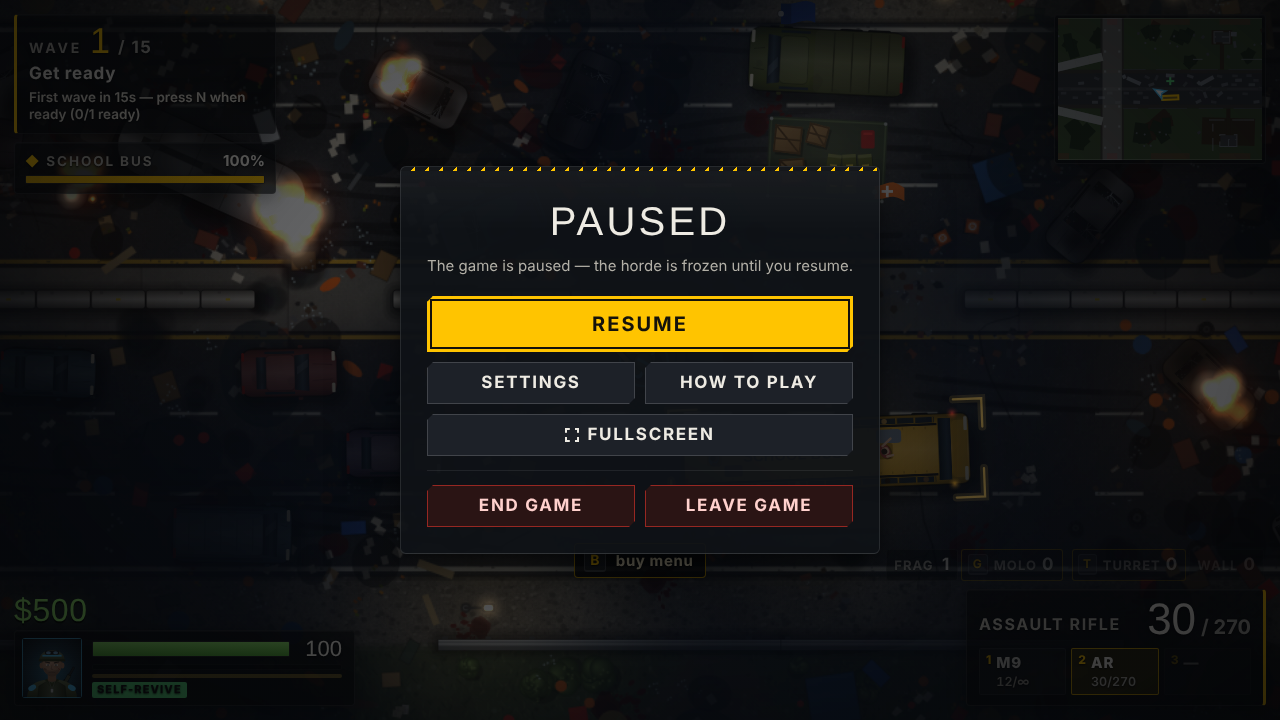 WAVE 1 / 15
Get ready
First wave in 15s — press N when
ready (0/1 ready)
SCHOOL BUS 100%
PAUSED
The game is paused — the horde is frozen until you resume.
RESUME
SETTINGS
HOW TO PLAY
FULLSCREEN
END GAME
LEAVE GAME
B buy menu
FRAG 1
G MOLO 0
T TURRET 0
WALL 0
$500
100
SELF-REVIVE
ASSAULT RIFLE 30 / 270
1 M9
12/∞
2 AR
30/270
3 —